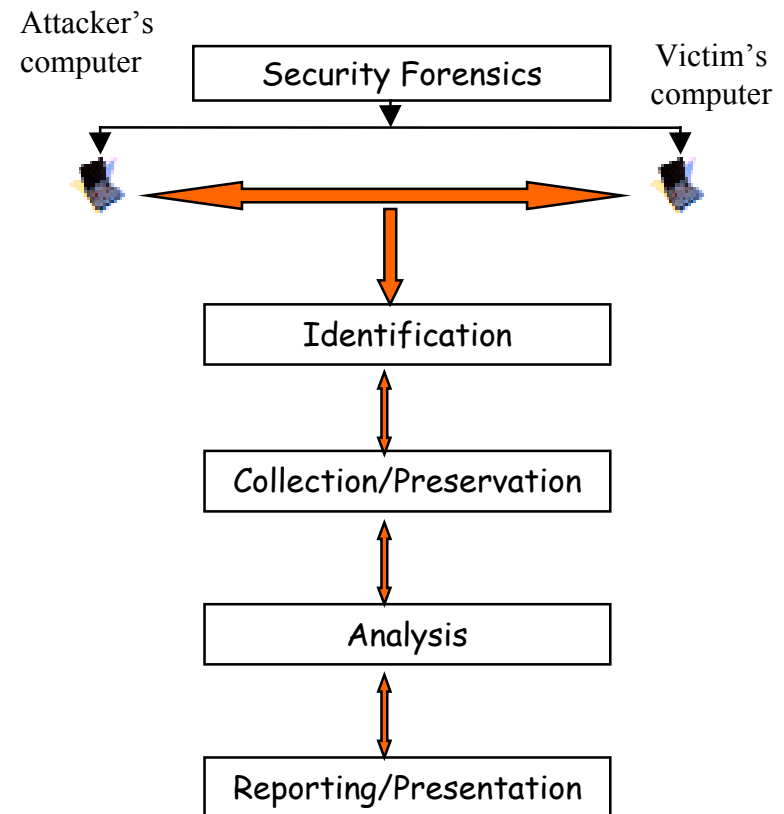 Attacker’s
computer
Security Forensics
Victim’s
computer
Identification
Collection/Preservation
Analysis
Reporting/Presentation